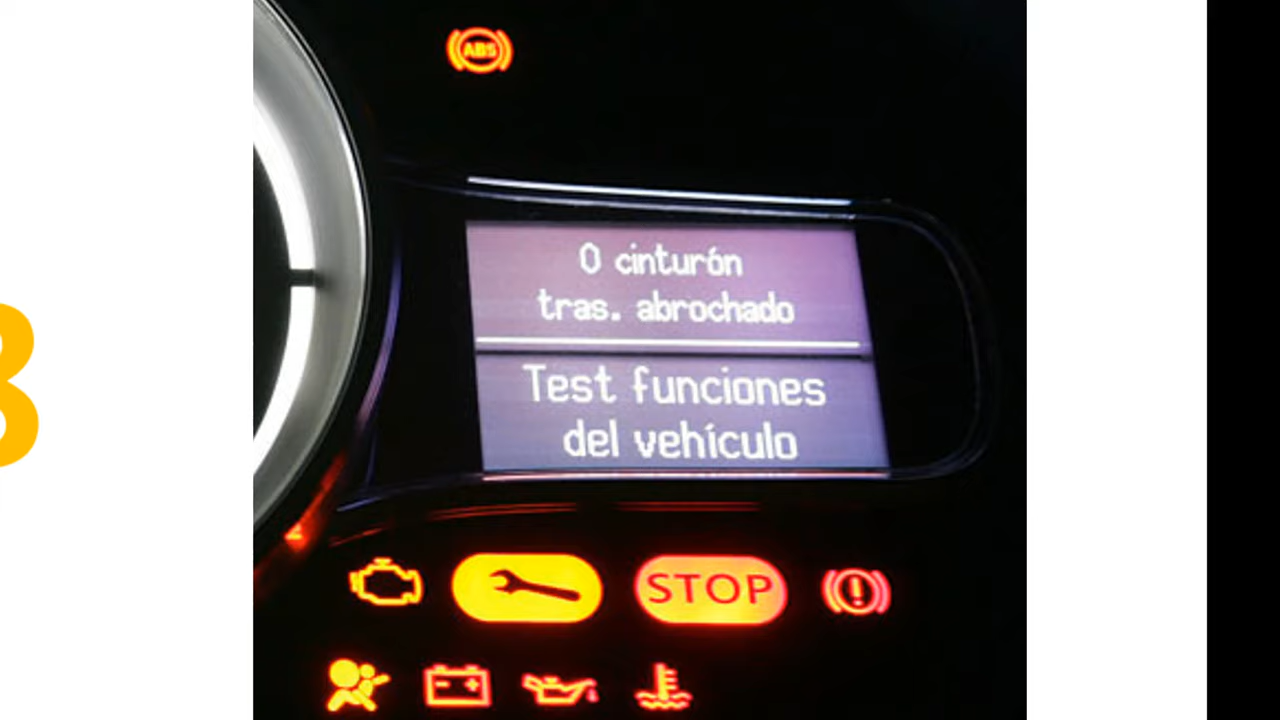 ABS
0 cinturón
tras. abrochado
Test funciones
del vehículo
STOP